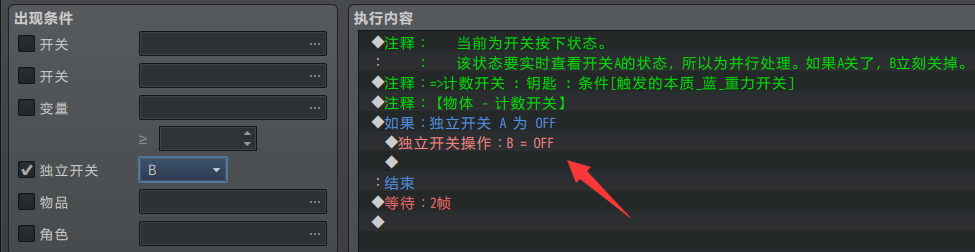 出现条件
开关
开关
变量
≥
独立开关 B
物品
角色
执行内容
◆注释： 当前为开关按下状态。
： ： 该状态要实时查看开关A的状态，所以为并行处理。如果A关了，B立刻关掉。
◆注释：=>计数开关 : 钥匙 : 条件[触发的本质_蓝_重力开关]
◆注释：【物体 - 计数开关】
◆如果：独立开关 A 为 OFF
◆独立开关操作：B = OFF
◆
：结束
◆等待：2帧
◆